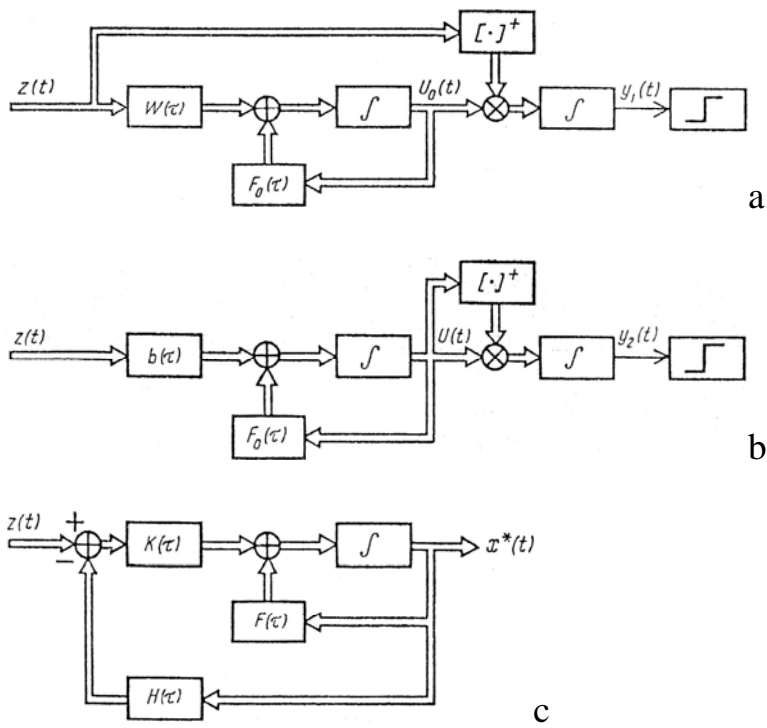 [·]⁺
z(t)
W(τ)
⊕
∫
U₀(t)
⊗
∫
y₁(t)
F₀(τ)
a
[·]⁺
z(t)
b(τ)
⊕
∫
U(t)
⊗
∫
y₂(t)
F₀(τ)
b
z(t)
+
−
K(τ)
∫
x*(t)
F(τ)
H(τ)
c